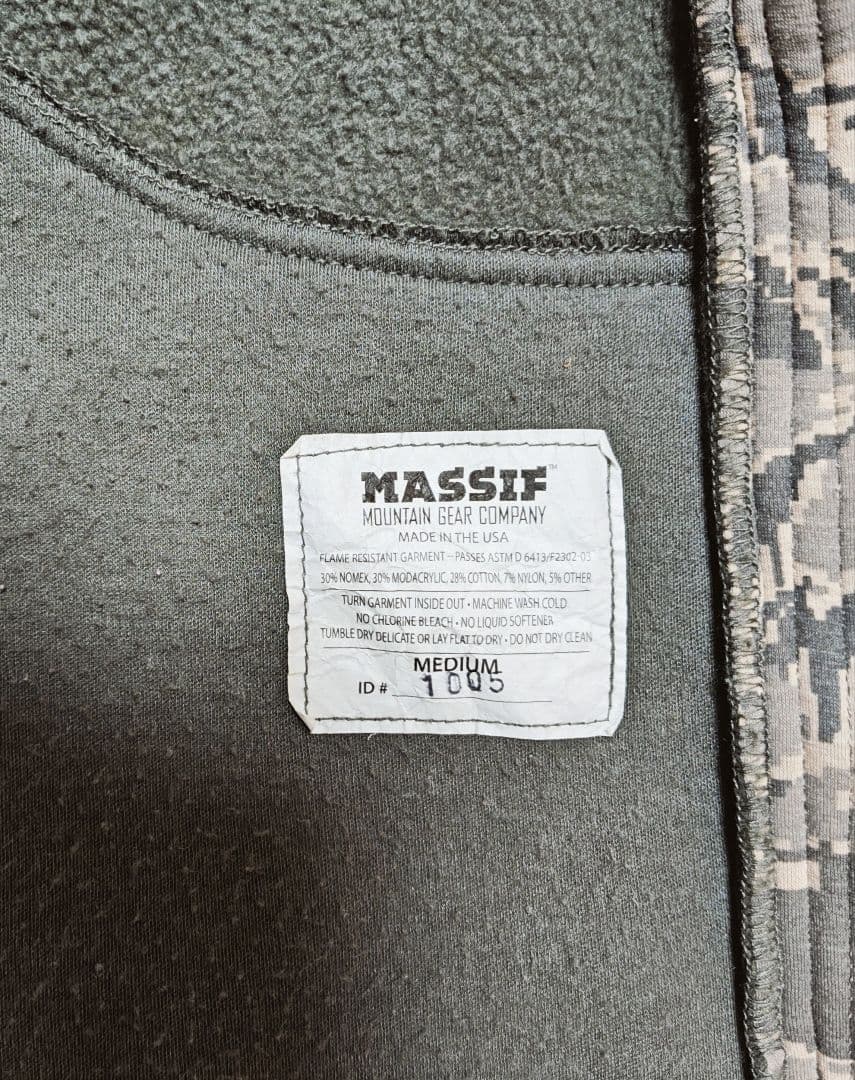 MASSIF™
MOUNTAIN GEAR COMPANY
MADE IN THE USA
FLAME RESISTANT GARMENT – PASSES ASTM D 6413/F2302-03
30% NOMEX, 30% MODACRYLIC, 28% COTTON, 7% NYLON, 5% OTHER
TURN GARMENT INSIDE OUT • MACHINE WASH COLD
NO CHLORINE BLEACH • NO LIQUID SOFTENER
TUMBLE DRY DELICATE OR LAY FLAT TO DRY • DO NOT DRY CLEAN
MEDIUM
ID # 1005